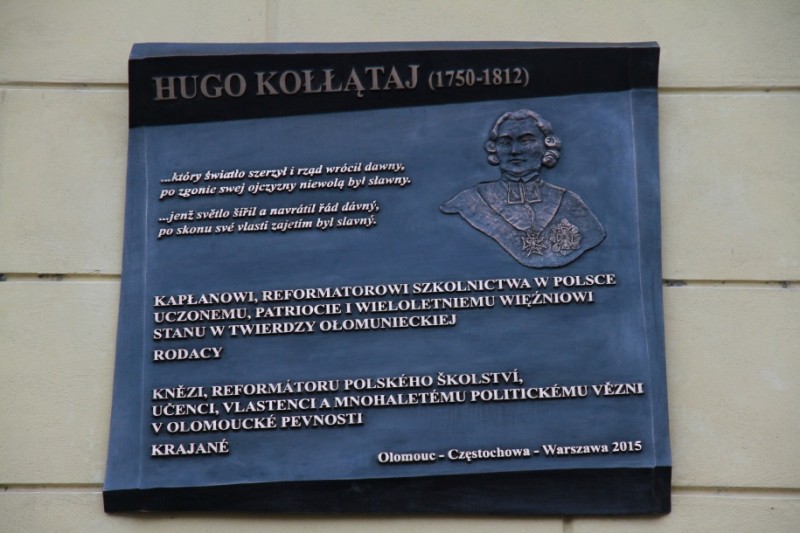 HUGO KOŁŁĄTAJ (1750-1812)
...który światło szerzył i rząd wrócił dawny,
po zgonie swej ojczyzny niewolą był sławny.
...jenž světlo šířil a navrátil řád dávný,
po skonu své vlasti zajetím byl slavný.
KAPŁANOWI, REFORMATOROWI SZKOLNICTWA W POLSCE
UCZONEMU, PATRIOCIE I WIELOLETNIEMU WIĘŹNIOWI
STANU W TWIERDZY OŁOMUNIECKIEJ
RODACY
KNĚZI, REFORMÁTORU POLSKÉHO ŠKOLSTVÍ,
UČENCI, VLASTENCI A MNOHALETÉMU POLITICKÉMU VĚZNI
V OLOMOUCKÉ PEVNOSTI
KRAJANÉ
Olomouc - Częstochowa - Warszawa 2015